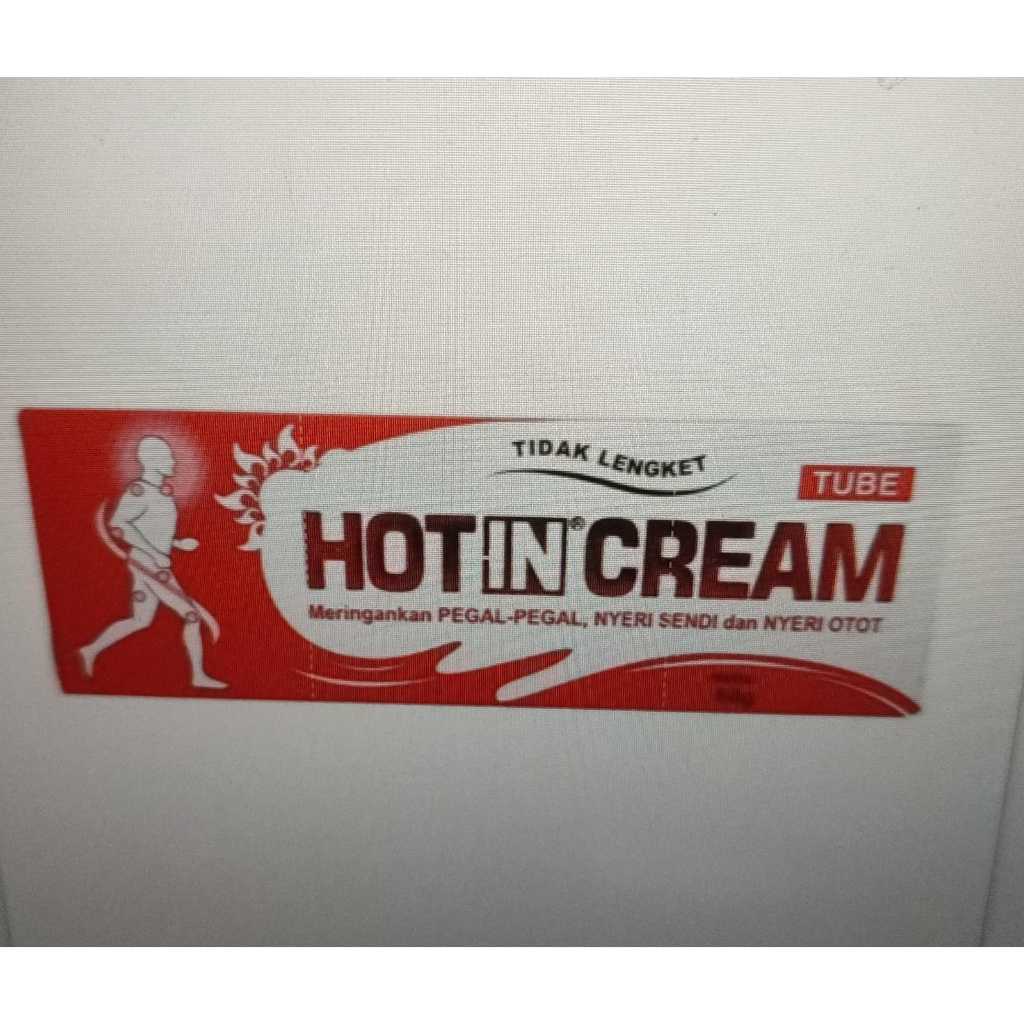 TIDAK LENGKET
TUBE
HOT IN® CREAM
Meringankan PEGAL-PEGAL, NYERI SENDI dan NYERI OTOT